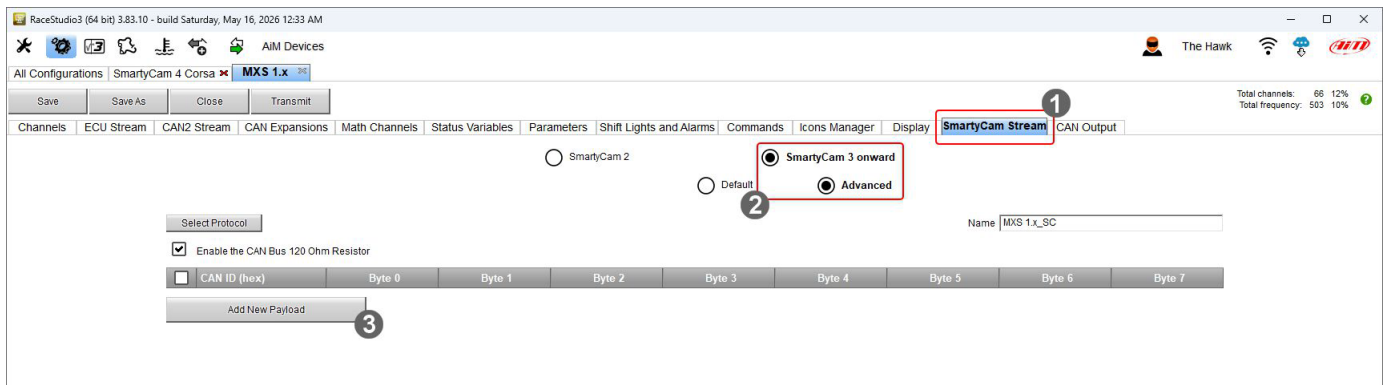 RaceStudio3 (64 bit) 3.83.10 - build Saturday, May 16, 2026 12:33 AM
AiM Devices
The Hawk
AiM
All Configurations SmartyCam 4 Corsa MXS 1.x
Save Save As Close Transmit
Total channels: 66 12%
Total frequency: 503 10%
1
Channels ECU Stream CAN2 Stream CAN Expansions Math Channels Status Variables Parameters Shift Lights and Alarms Commands Icons Manager Display SmartyCam Stream CAN Output
SmartyCam 2 SmartyCam 3 onward
Default Advanced
2
Select Protocol Name MXS 1.x_SC
Enable the CAN Bus 120 Ohm Resistor
CAN ID (hex) Byte 0 Byte 1 Byte 2 Byte 3 Byte 4 Byte 5 Byte 6 Byte 7
Add New Payload
3